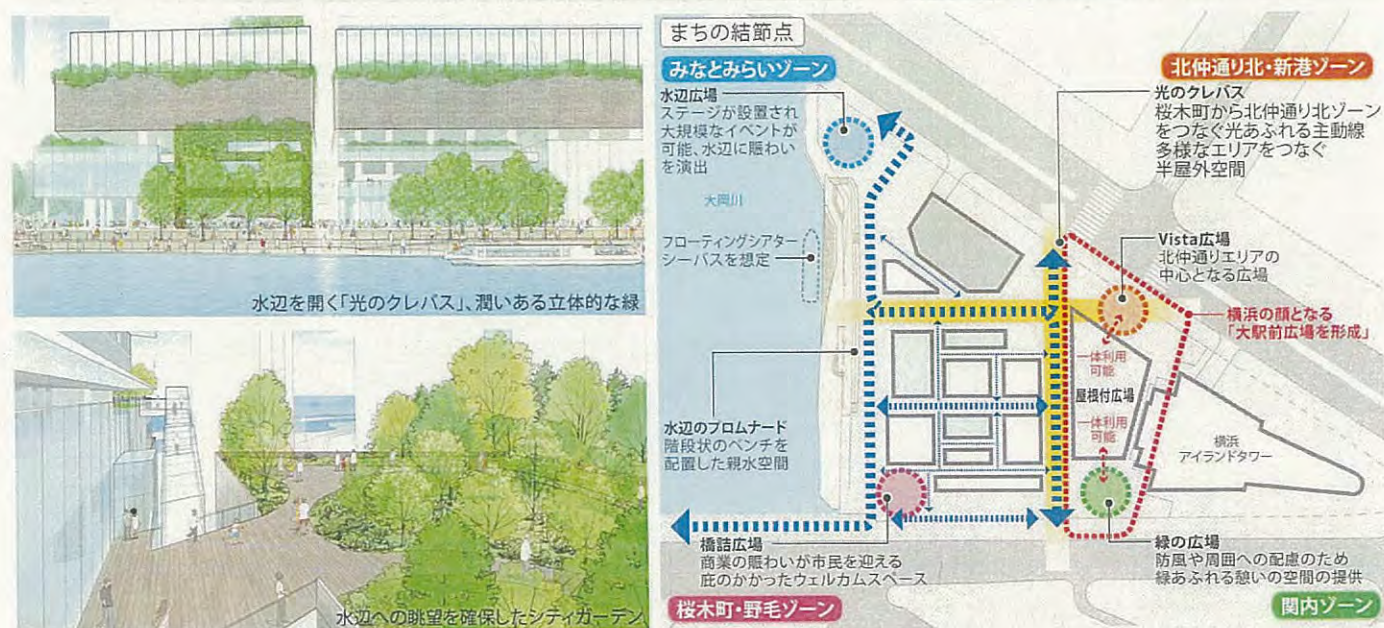 水辺を開く「光のクレバス」、潤いある立体的な緑
水辺への眺望を確保したシティガーデン
まちの結節点
みなとみらいゾーン
水辺広場
ステージが設置され
大規模なイベントが
可能、水辺に賑わい
を演出
大岡川
フローティングシアター
シーバスを想定
水辺のプロムナード
階段状のベンチを
配置した親水空間
橋詰広場
商業の賑わいが市民を迎える
庇のかかったウェルカムスペース
桜木町・野毛ゾーン
北仲通り北・新港ゾーン
光のクレバス
桜木町から北仲通り北ゾーン
をつなぐ光あふれる主動線
多様なエリアをつなぐ
半屋外空間
Vista広場
北仲通りエリアの
中心となる広場
横浜の顔となる
「大駅前広場を形成」
一体利用
可能
屋根付広場
一体利用
可能
横浜
アイランドタワー
緑の広場
防風や周囲への配慮のため
緑あふれる憩いの空間の提供
関内ゾーン